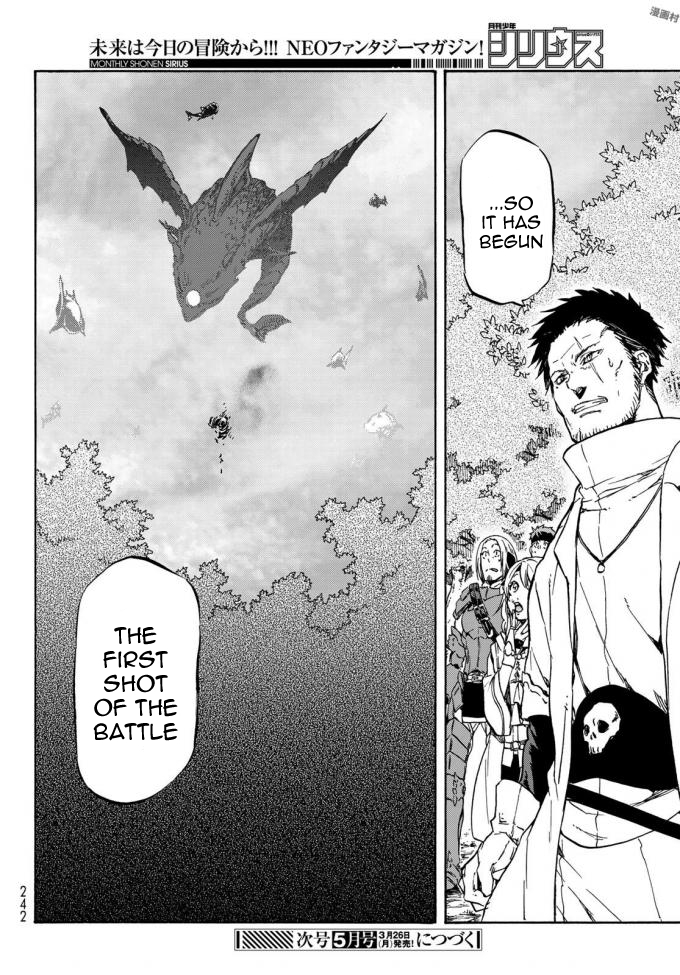 漫画村
未来は今日の冒険から!!! NEOファンタジーマガジン!
月刊少年
シリウス
MONTHLY SHONEN SIRIUS
...SO
IT HAS
BEGUN
THE
FIRST
SHOT
OF THE
BATTLE
242
次号5月号3月26日(月)発売!につづく